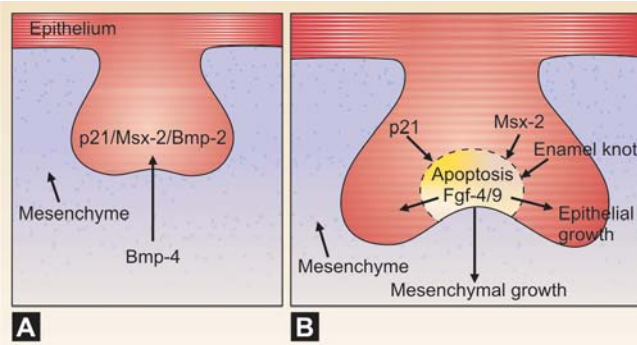 Epithelium
p21/Msx-2/Bmp-2
Mesenchyme
Bmp-4
A
p21
Msx-2
Enamel knot
Apoptosis
Fgf-4/9
Epithelial
growth
Mesenchyme
Mesenchymal growth
B